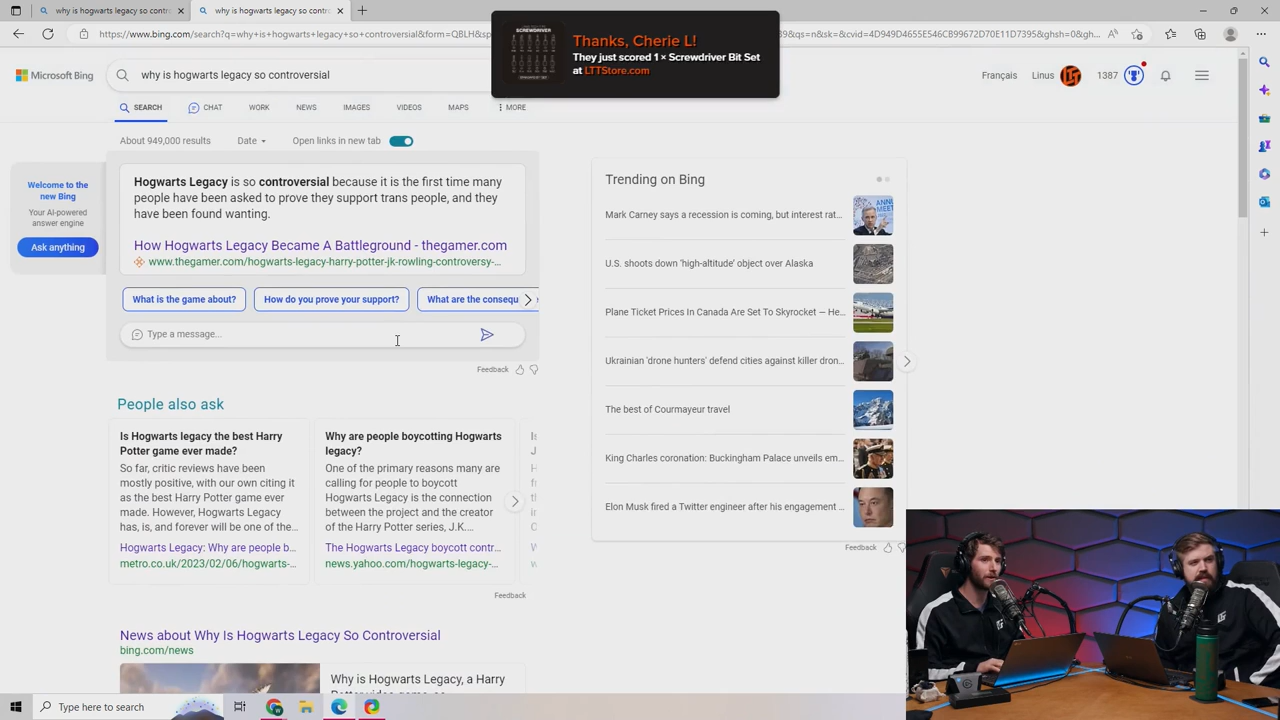 why is hogwarts legacy so controversial
https://www.bing.com/search?q=why+is+hogwarts+legacy+so+controversial&form=QBLH&sp
39&qs=n&sk=&cvid=4D949D4655E546CB99672D70E11D7395&ghsh=0&ghac=0&gh...
SCREWDRIVER
Thanks, Cherie L!
They just scored 1 × Screwdriver Bit Set
at LTTStore.com
Microsoft Bing
why is hogwarts legacy so controversial
Français
Linus
1387
SEARCH
CHAT
WORK
NEWS
IMAGES
VIDEOS
MAPS
MORE
About 949,000 results
Date
Open links in new tab
Welcome to the
new Bing
Your AI-powered
answer engine
Ask anything
Hogwarts Legacy is so controversial because it is the first time many
people have been asked to prove they support trans people, and they
have been found wanting.
How Hogwarts Legacy Became A Battleground - thegamer.com
www.thegamer.com/hogwarts-legacy-harry-potter-jk-rowling-controversy-...
What is the game about?
How do you prove your support?
What are the consequ
Type a message...
Feedback
People also ask
Is Hogwarts legacy the best Harry
Potter game ever made?
So far, critic reviews have been
mostly positive, with our own citing it
as the best Harry Potter game ever
made. However, Hogwarts Legacy
has, is, and forever will be one of the...
Hogwarts Legacy: Why are people b...
metro.co.uk/2023/02/06/hogwarts-...
Why are people boycotting Hogwarts
legacy?
One of the primary reasons many are
calling for people to boycott
Hogwarts Legacy is the connection
between the project and the creator
of the Harry Potter series, J.K....
The Hogwarts Legacy boycott contr...
news.yahoo.com/hogwarts-legacy-...
Feedback
News about Why Is Hogwarts Legacy So Controversial
bing.com/news
Why is Hogwarts Legacy, a Harry
Trending on Bing
Mark Carney says a recession is coming, but interest rat...
U.S. shoots down ‘high-altitude’ object over Alaska
Plane Ticket Prices In Canada Are Set To Skyrocket — He...
Ukrainian 'drone hunters' defend cities against killer dron...
The best of Courmayeur travel
King Charles coronation: Buckingham Palace unveils em...
Elon Musk fired a Twitter engineer after his engagement ...
Feedback
Type here to search